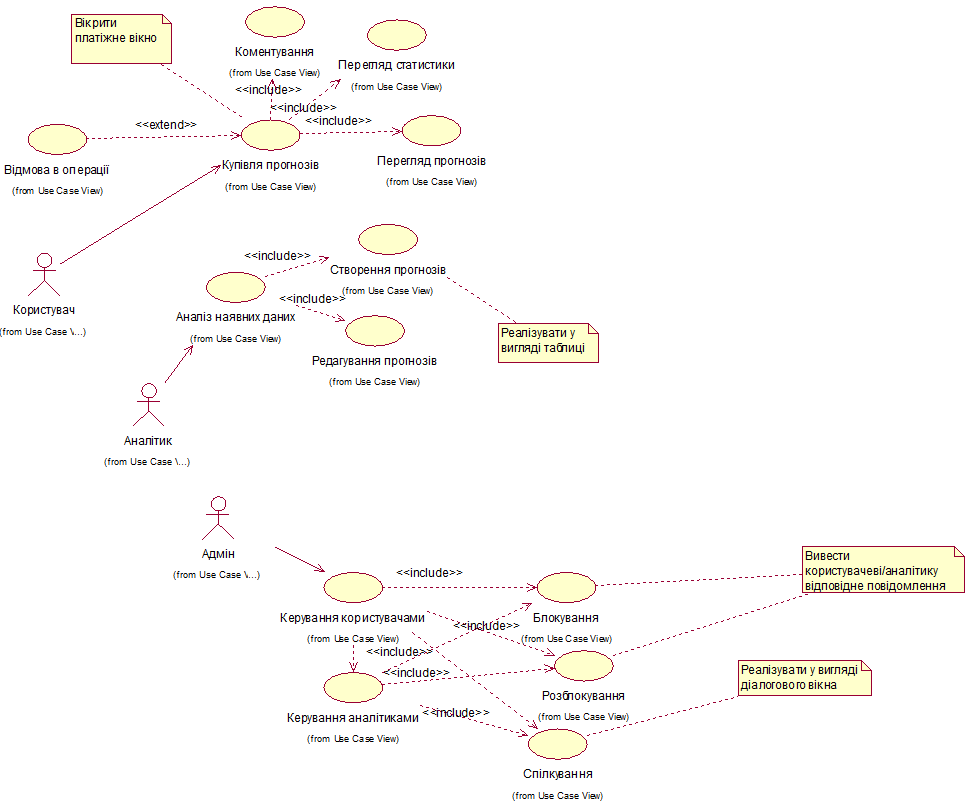 Вікрити
платіжне вікно
Коментування
(from Use Case View)
Перегляд статистики
(from Use Case View)
<<include>>
<<include>>
<<include>>
<<extend>>
Відмова в операції
(from Use Case View)
Купівля прогнозів
(from Use Case View)
Перегляд прогнозів
(from Use Case View)
Користувач
(from Use Case \...)
<<include>>
Створення прогнозів
(from Use Case View)
<<include>>
Аналіз наявних даних
(from Use Case View)
Редагування прогнозів
(from Use Case View)
Реалізувати у
вигляді таблиці
Аналітик
(from Use Case \...)
Адмін
(from Use Case \...)
<<include>>
Керування користувачами
(from Use Case View)
Блокування
(from Use Case View)
Вивести
користувачеві/аналітику
відповідне повідомлення
<<include>>
<<include>>
<<include>>
Розблокування
(from Use Case View)
Реалізувати у вигляді
діалогового вікна
Керування аналітиками
(from Use Case View)
<<include>>
Спілкування
(from Use Case View)